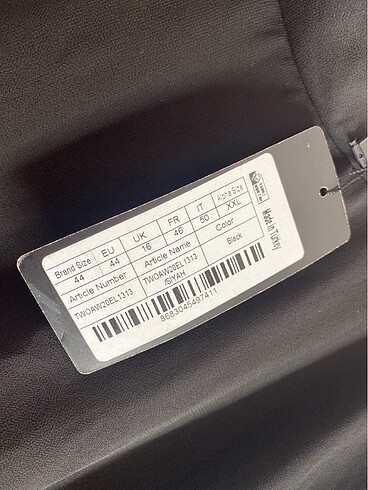 Brand Size EU UK FR IT Alpha Size
44 44 16 46 50 XXL
Article Number Article Name Color
TWOAW20EL1313 TWOAW20EL1313 Black
/SIYAH
8683045497411
Made in Turkey